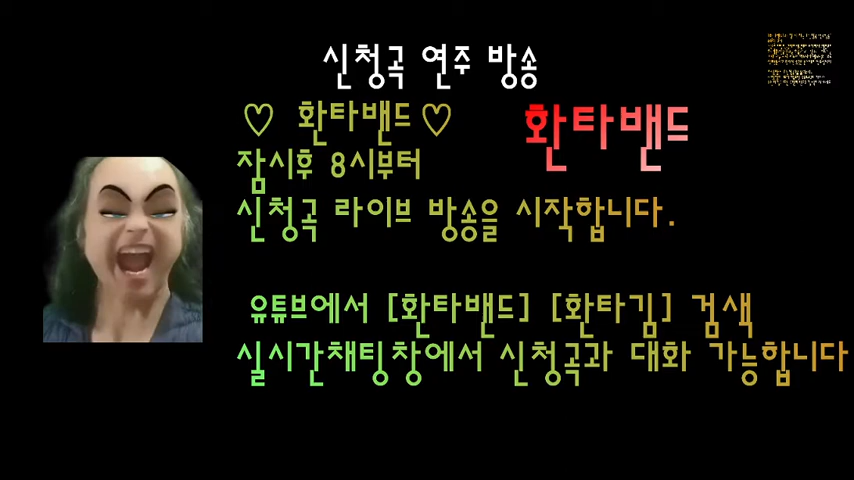 신청곡 연주 방송
♡ 환타밴드♡
환타밴드
잠시후 8시부터
신청곡 라이브 방송을 시작합니다.
유튜브에서 [환타밴드] [환타김] 검색
실시간채팅창에서 신청곡과 대화 가능합니다